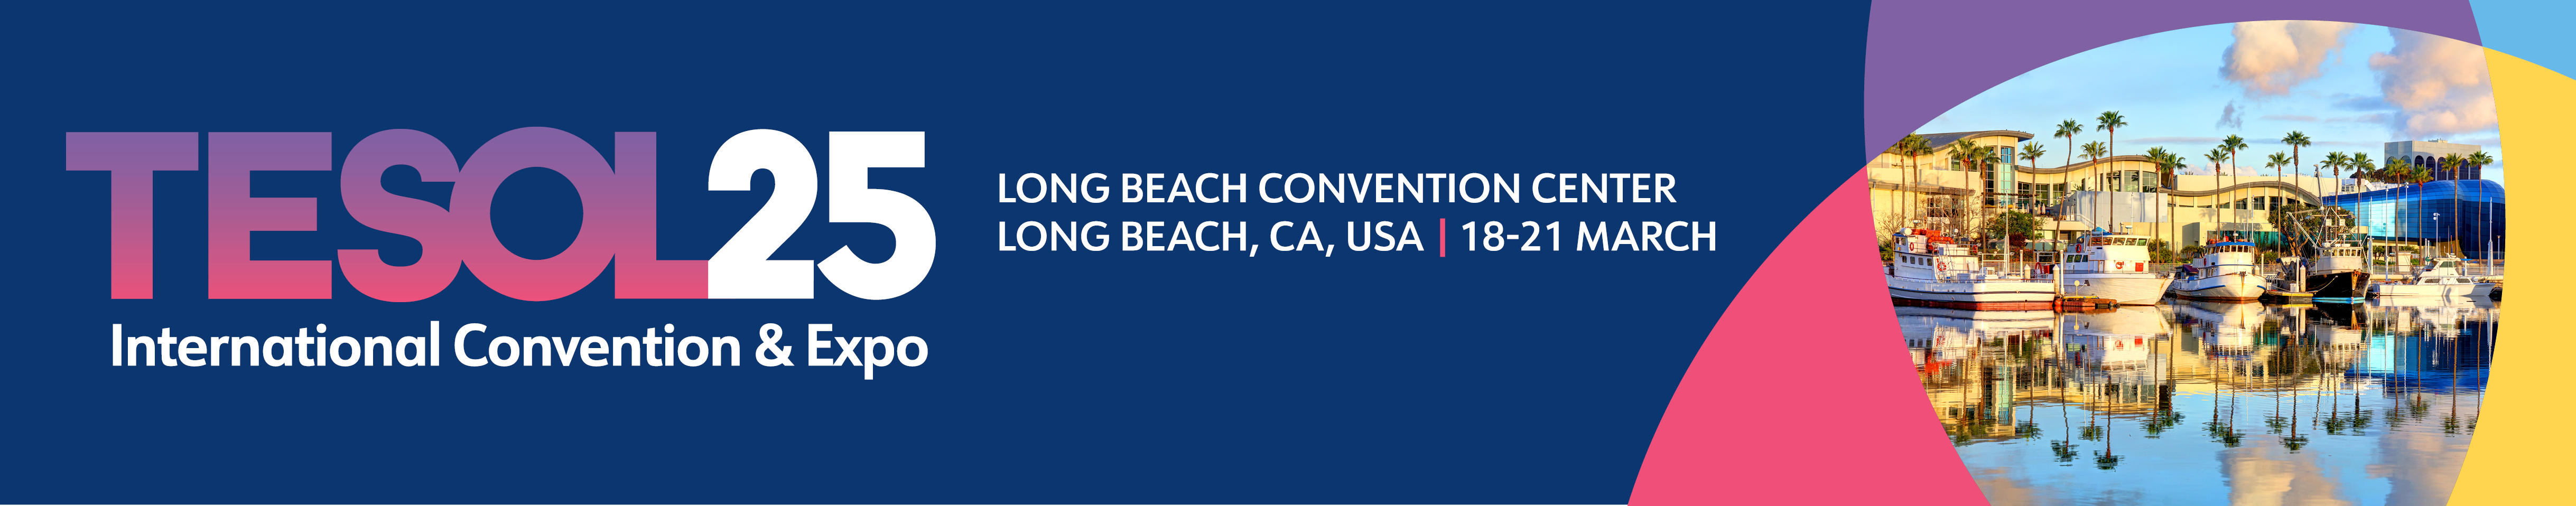 TESOL25
International Convention & Expo
LONG BEACH CONVENTION CENTER
LONG BEACH, CA, USA | 18-21 MARCH